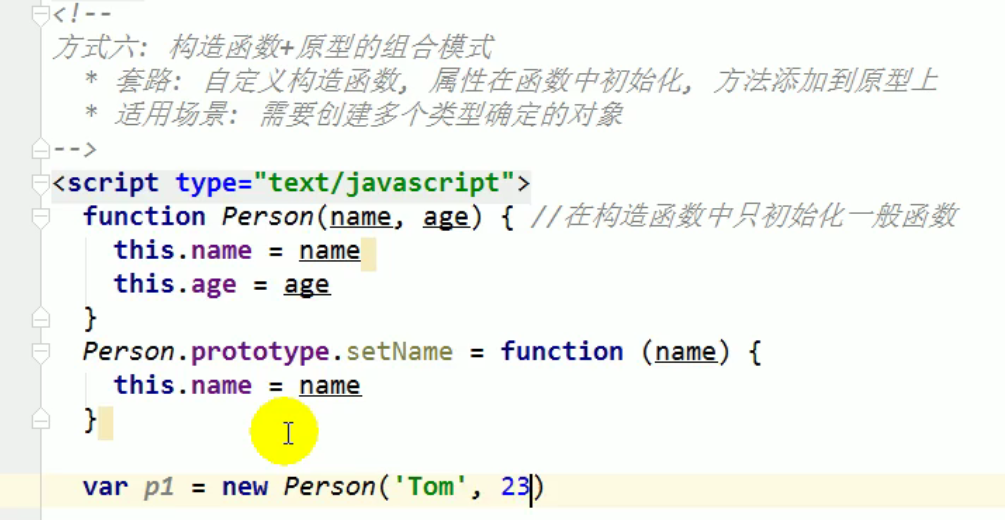 <!--
方式六: 构造函数+原型的组合模式
  * 套路: 自定义构造函数, 属性在函数中初始化, 方法添加到原型上
  * 适用场景: 需要创建多个类型确定的对象
-->
<script type="text/javascript">
  function Person(name, age) { //在构造函数中只初始化一般函数
    this.name = name
    this.age = age
  }
  Person.prototype.setName = function (name) {
    this.name = name
  }
  var p1 = new Person('Tom', 23)